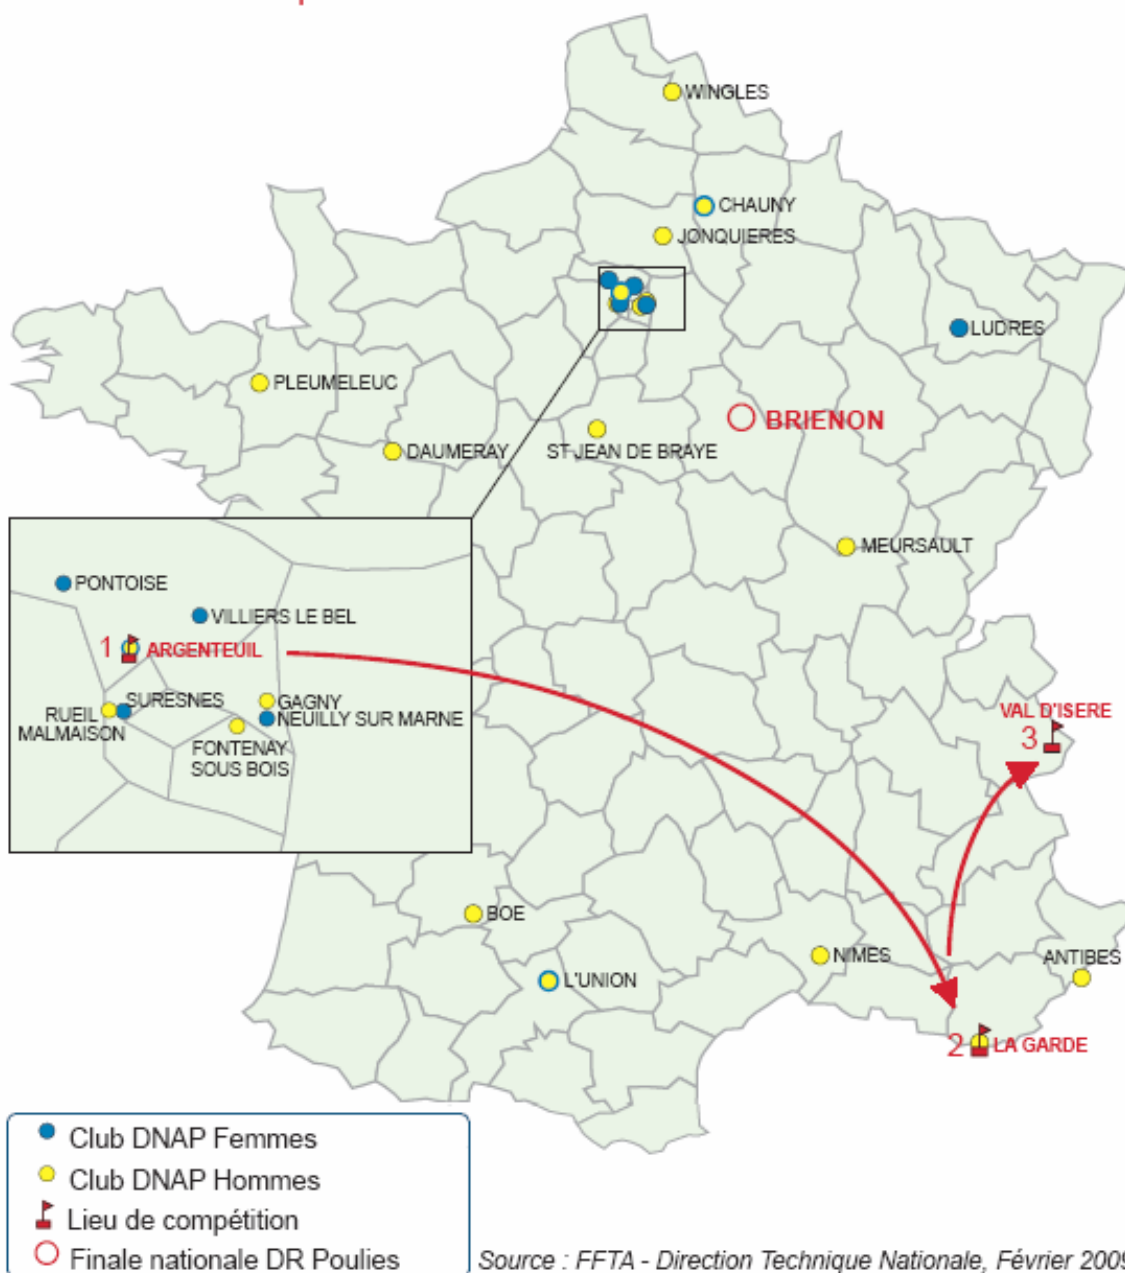 WINGLES
CHAUNY
JONQUIERES
LUDRES
PLEUMELEUC
BRIENON
DAUMERAY
ST JEAN DE BRAYE
MEURSAULT
PONTOISE
VILLIERS LE BEL
1 ARGENTEUIL
SURESNES
GAGNY
RUEIL
MALMAISON
NEUILLY SUR MARNE
FONTENAY
SOUS BOIS
VAL D'ISERE
3
BOE
NIMES
ANTIBES
L'UNION
2 LA GARDE
Club DNAP Femmes
Club DNAP Hommes
Lieu de compétition
Finale nationale DR Poulies
Source : FFTA - Direction Technique Nationale, Février 2009